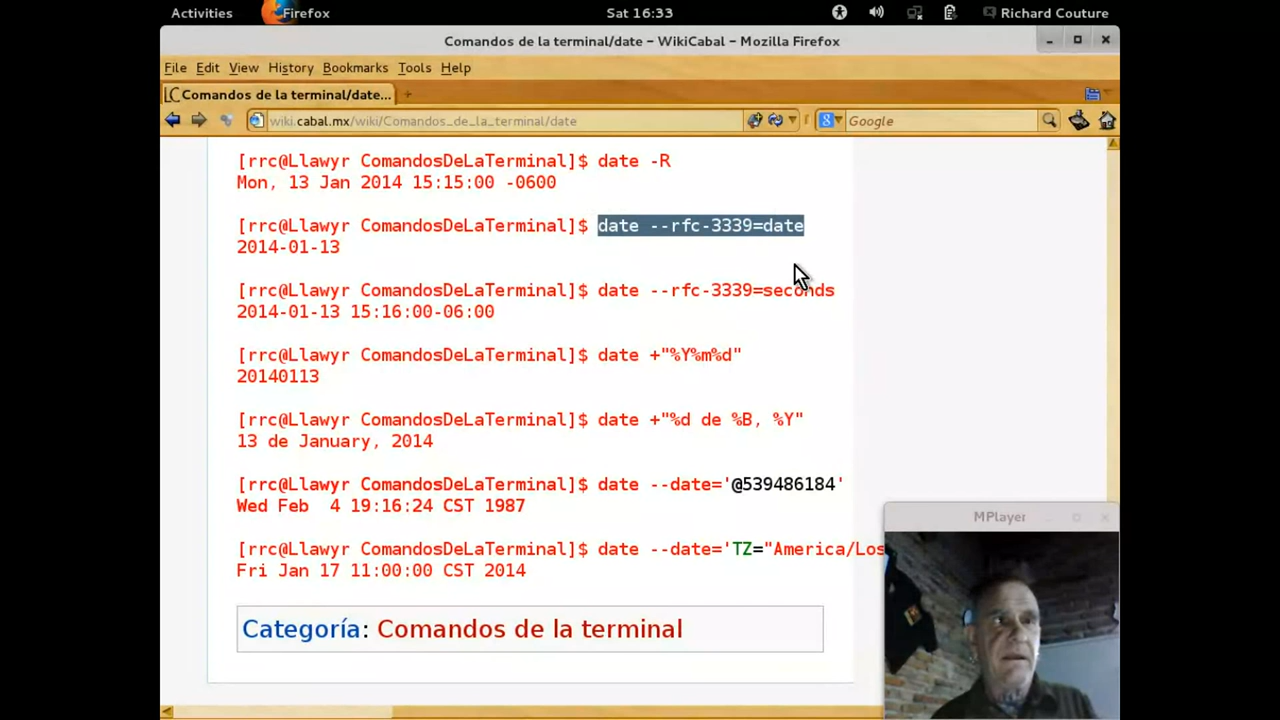 Activities Firefox Sat 16:33 Richard Couture
Comandos de la terminal/date – WikiCabal – Mozilla Firefox
File Edit View History Bookmarks Tools Help
Comandos de la terminal/date...
wiki.cabal.mx/wiki/Comandos_de_la_terminal/date Google
[rrc@Llawyr ComandosDeLaTerminal]$ date -R
Mon, 13 Jan 2014 15:15:00 -0600
[rrc@Llawyr ComandosDeLaTerminal]$ date --rfc-3339=date
2014-01-13
[rrc@Llawyr ComandosDeLaTerminal]$ date --rfc-3339=seconds
2014-01-13 15:16:00-06:00
[rrc@Llawyr ComandosDeLaTerminal]$ date +"%Y%m%d"
20140113
[rrc@Llawyr ComandosDeLaTerminal]$ date +"%d de %B, %Y"
13 de January, 2014
[rrc@Llawyr ComandosDeLaTerminal]$ date --date='@539486184'
Wed Feb  4 19:16:24 CST 1987
[rrc@Llawyr ComandosDeLaTerminal]$ date --date='TZ="America/Los
Fri Jan 17 11:00:00 CST 2014
Categoría: Comandos de la terminal
MPlayer